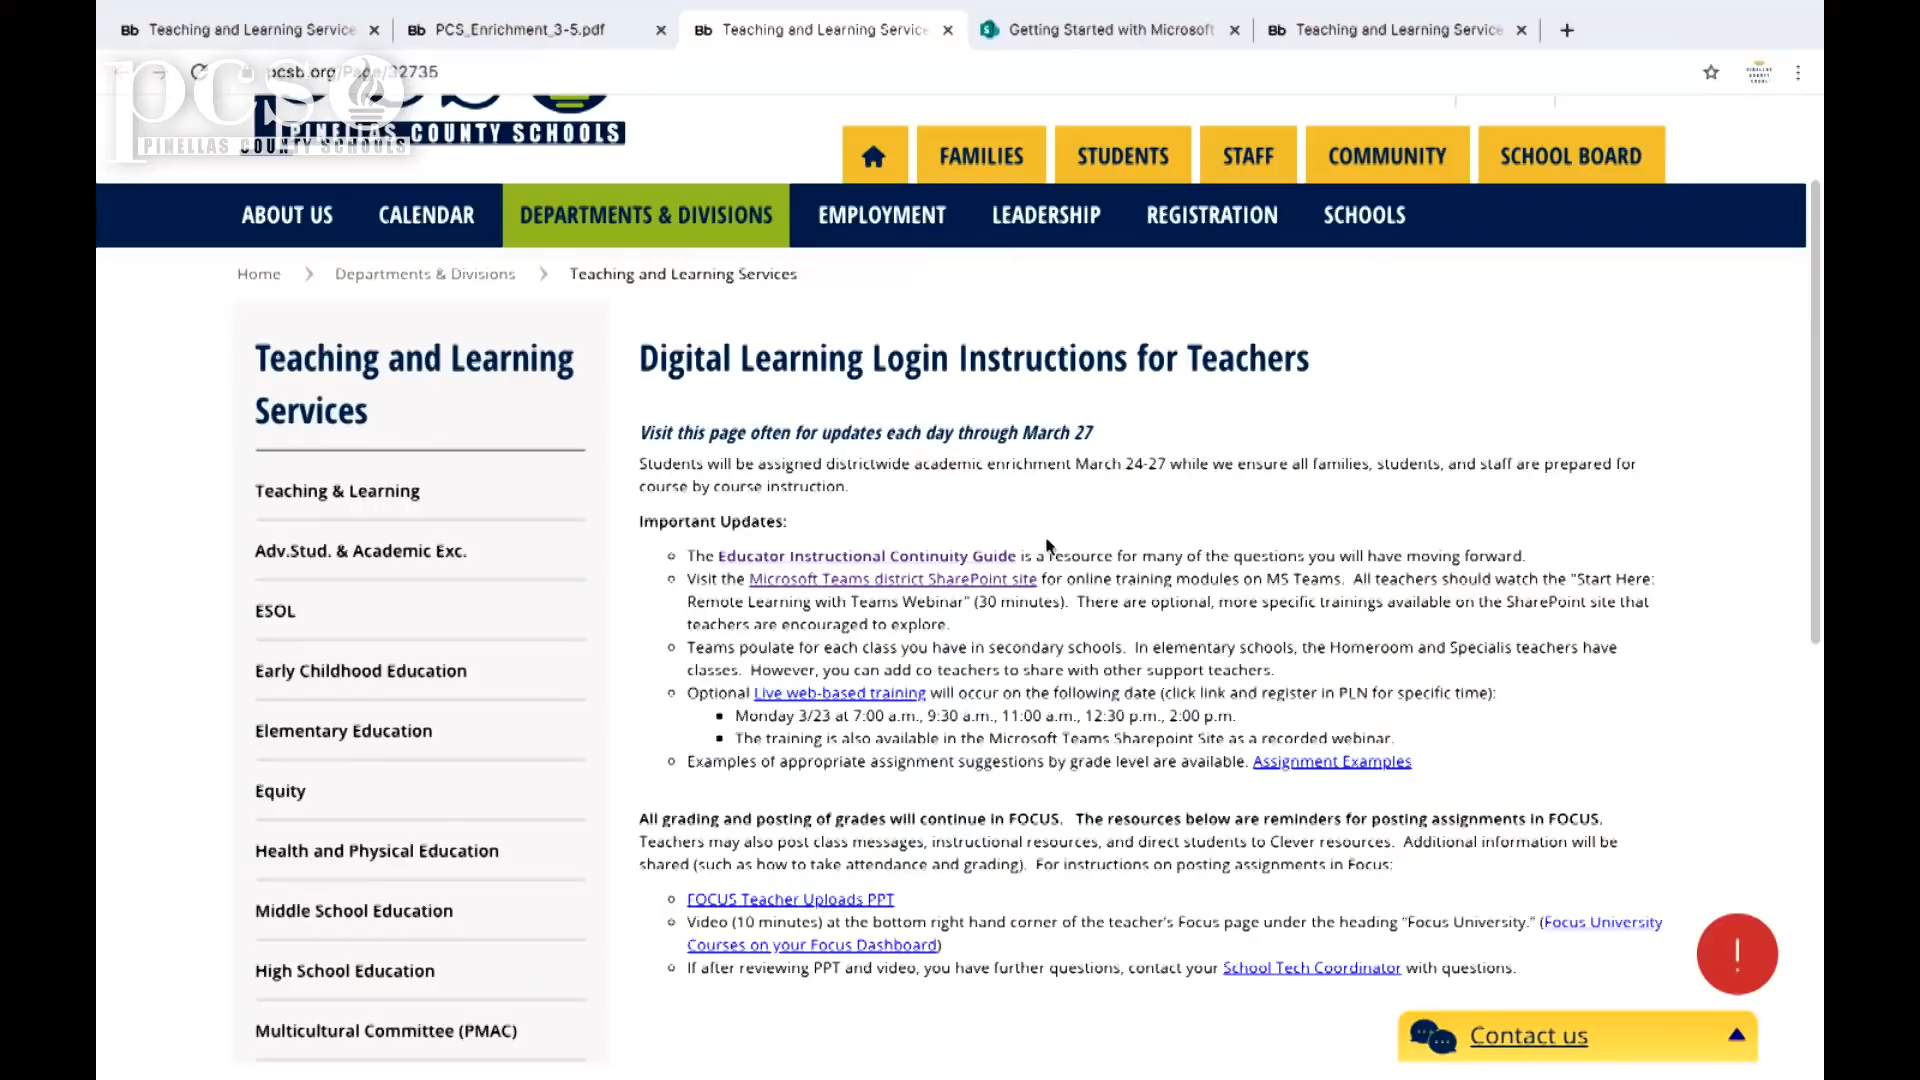 Teaching and Learning Service
PCS_Enrichment_3-5.pdf
Teaching and Learning Servic
Getting Started with Microsoft
Teaching and Learning Service
pcsb.org/Page/32735
pcs
PINELLAS COUNTY SCHOOLS
PINELLAS COUNTY SCHOOLS
FAMILIES
STUDENTS
STAFF
COMMUNITY
SCHOOL BOARD
ABOUT US
CALENDAR
DEPARTMENTS & DIVISIONS
EMPLOYMENT
LEADERSHIP
REGISTRATION
SCHOOLS
Home > Departments & Divisions > Teaching and Learning Services
Teaching and Learning
Services
Teaching & Learning
Adv.Stud. & Academic Exc.
ESOL
Early Childhood Education
Elementary Education
Equity
Health and Physical Education
Middle School Education
High School Education
Multicultural Committee (PMAC)
Digital Learning Login Instructions for Teachers
Visit this page often for updates each day through March 27
Students will be assigned districtwide academic enrichment March 24-27 while we ensure all families, students, and staff are prepared for
course by course instruction.
Important Updates:
The Educator Instructional Continuity Guide is a resource for many of the questions you will have moving forward.
Visit the Microsoft Teams district SharePoint site for online training modules on MS Teams. All teachers should watch the "Start Here:
Remote Learning with Teams Webinar" (30 minutes). There are optional, more specific trainings available on the SharePoint site that
teachers are encouraged to explore.
Teams poulate for each class you have in secondary schools. In elementary schools, the Homeroom and Specialis teachers have
classes. However, you can add co teachers to share with other support teachers.
Optional Live web-based training will occur on the following date (click link and register in PLN for specific time):
Monday 3/23 at 7:00 a.m., 9:30 a.m., 11:00 a.m., 12:30 p.m., 2:00 p.m.
The training is also available in the Microsoft Teams Sharepoint Site as a recorded webinar.
Examples of appropriate assignment suggestions by grade level are available. Assignment Examples
All grading and posting of grades will continue in FOCUS. The resources below are reminders for posting assignments in FOCUS.
Teachers may also post class messages, instructional resources, and direct students to Clever resources. Additional information will be
shared (such as how to take attendance and grading). For instructions on posting assignments in Focus:
FOCUS Teacher Uploads PPT
Video (10 minutes) at the bottom right hand corner of the teacher's Focus page under the heading "Focus University." (Focus University
Courses on your Focus Dashboard)
If after reviewing PPT and video, you have further questions, contact your School Tech Coordinator with questions.
!
Contact us